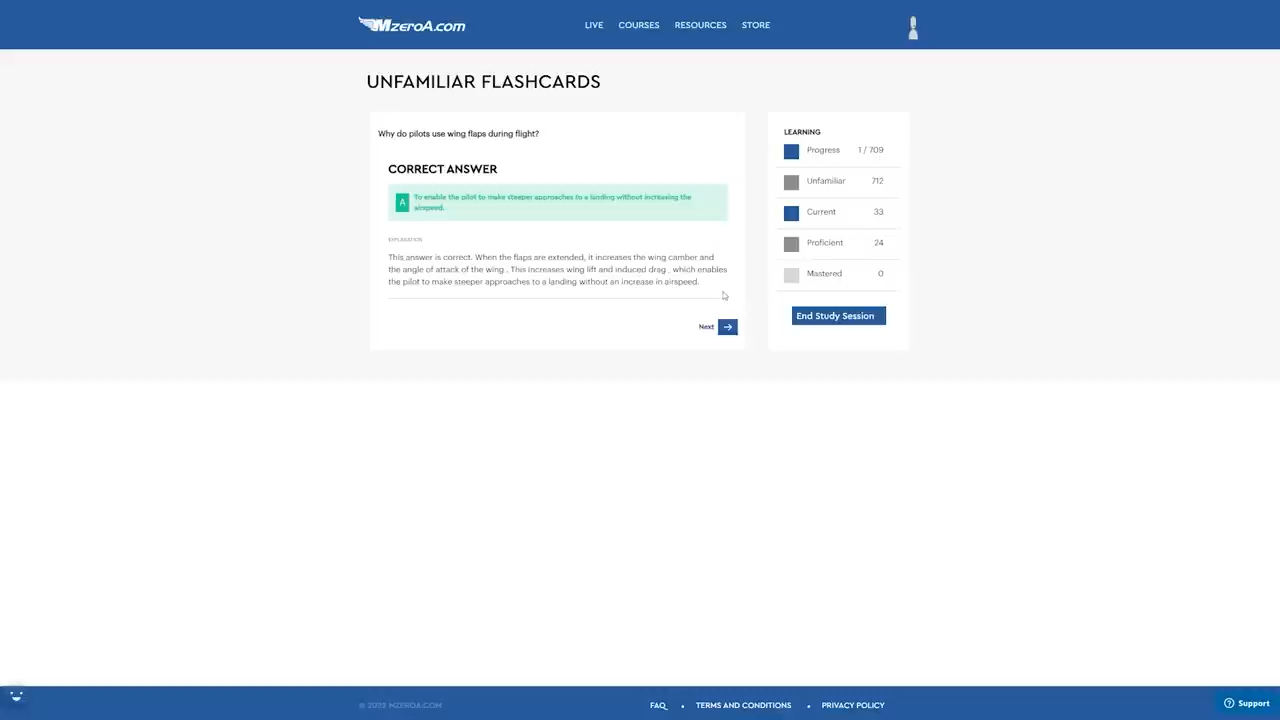 MzeroA.com
LIVE COURSES RESOURCES STORE
UNFAMILIAR FLASHCARDS
Why do pilots use wing flaps during flight?
CORRECT ANSWER
A
To enable the pilot to make steeper approaches to a landing without increasing the
airspeed.
EXPLANATION
This answer is correct. When the flaps are extended, it increases the wing camber and
the angle of attack of the wing . This increases wing lift and induced drag , which enables
the pilot to make steeper approaches to a landing without an increase in airspeed.
Next
LEARNING
Progress 1 / 709
Unfamiliar 712
Current 33
Proficient 24
Mastered 0
End Study Session
© 2022 MZEROA.COM
FAQ • TERMS AND CONDITIONS • PRIVACY POLICY
Support